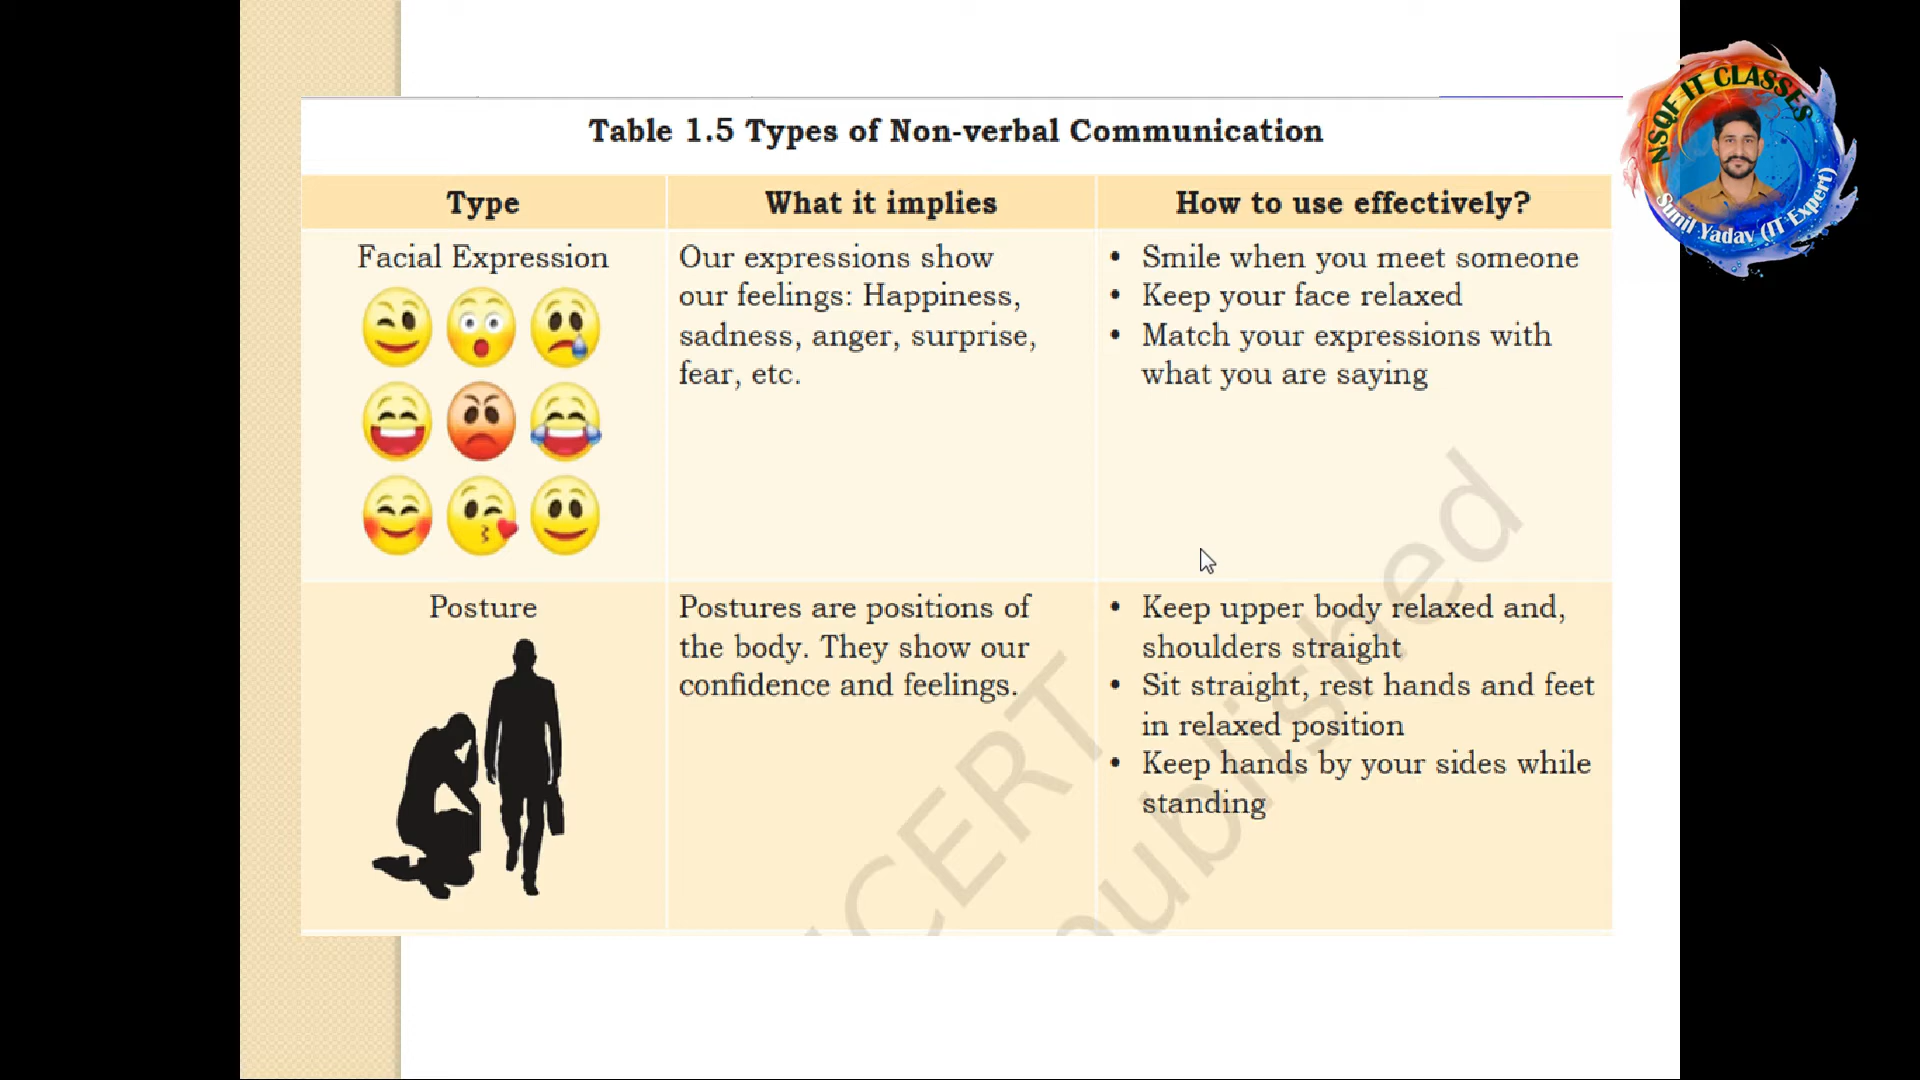 NSQF IT CLASSES
Sunil Yadav (IT Expert)
Table 1.5 Types of Non-verbal Communication
Type
What it implies
How to use effectively?
Facial Expression
Our expressions show
our feelings: Happiness,
sadness, anger, surprise,
fear, etc.
• Smile when you meet someone
• Keep your face relaxed
• Match your expressions with
what you are saying
Posture
Postures are positions of
the body. They show our
confidence and feelings.
• Keep upper body relaxed and,
shoulders straight
• Sit straight, rest hands and feet
in relaxed position
• Keep hands by your sides while
standing
NCERT
published